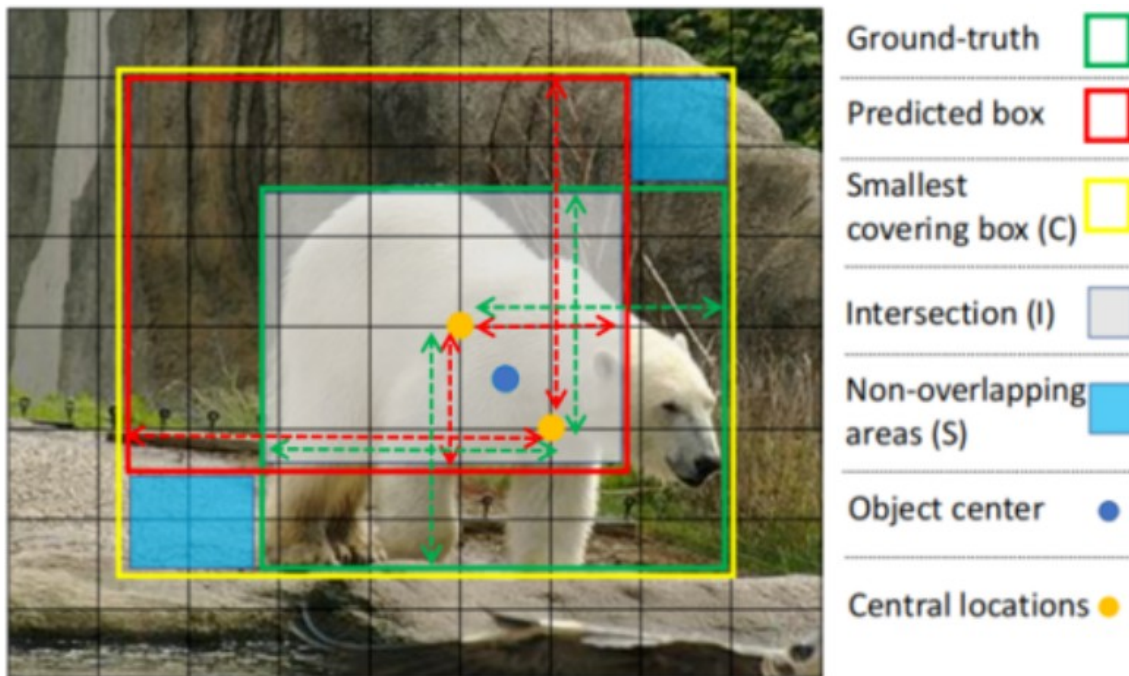 Ground-truth
Predicted box
Smallest
covering box (C)
Intersection (I)
Non-overlapping
areas (S)
Object center
Central locations